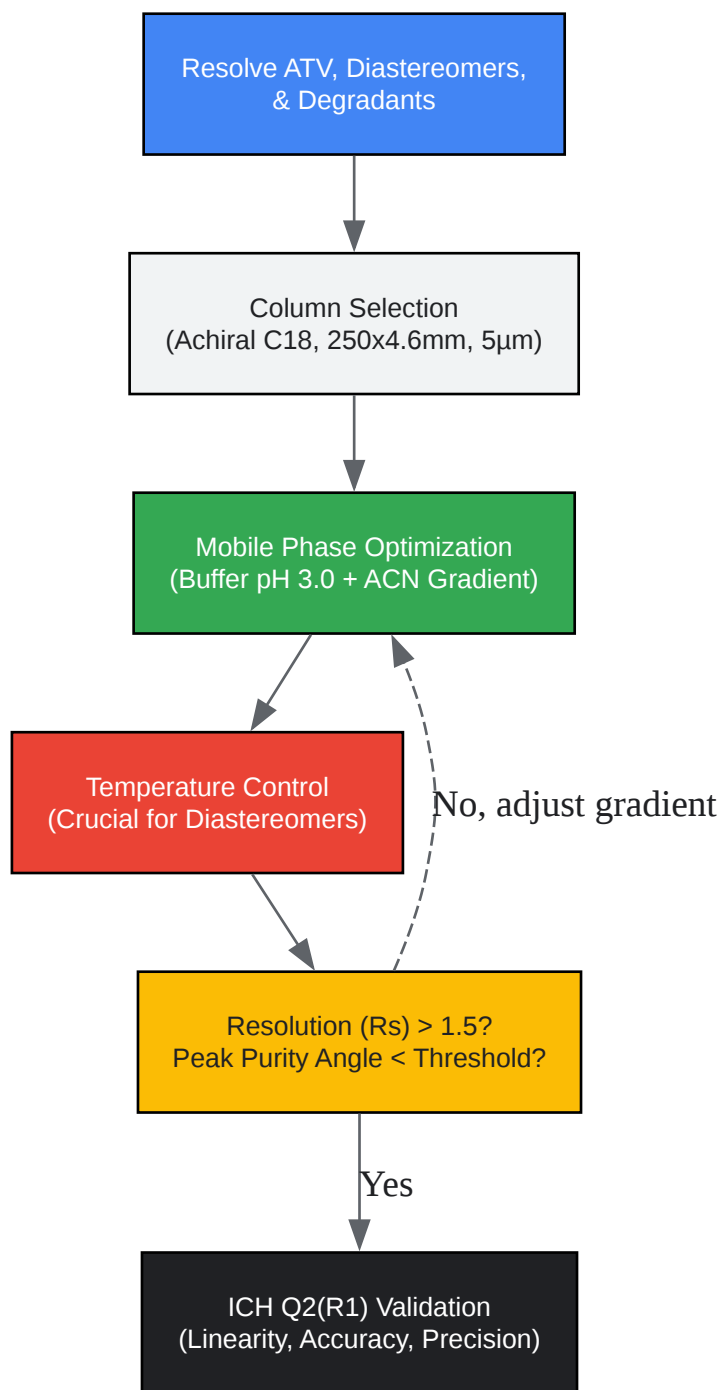 Resolve ATV, Diastereomers,
& Degradants
Column Selection
(Achiral C18, 250x4.6mm, 5µm)
Mobile Phase Optimization
(Buffer pH 3.0 + ACN Gradient)
Temperature Control
(Crucial for Diastereomers)
No, adjust gradient
Resolution (Rs) > 1.5?
Peak Purity Angle < Threshold?
Yes
ICH Q2(R1) Validation
(Linearity, Accuracy, Precision)